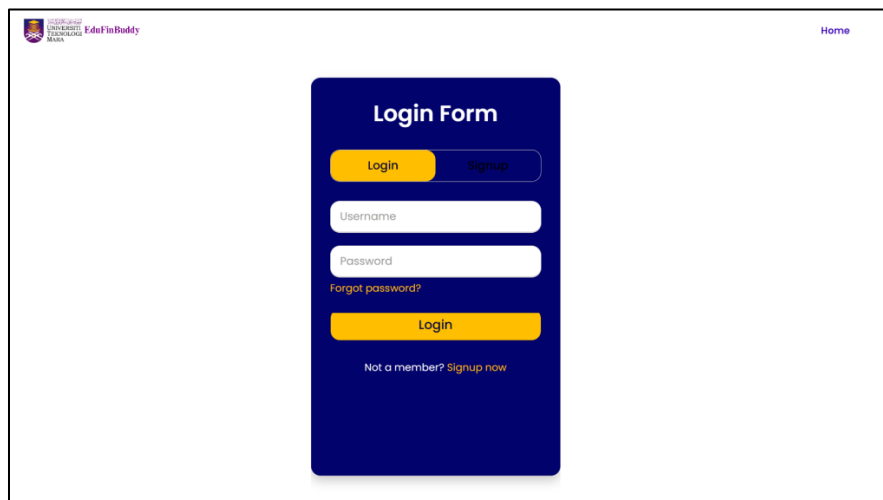 UNIVERSITI
TEKNOLOGI
MARA
EduFinBuddy
Home
Login Form
Login
Signup
Username
Password
Forgot password?
Login
Not a member? Signup now